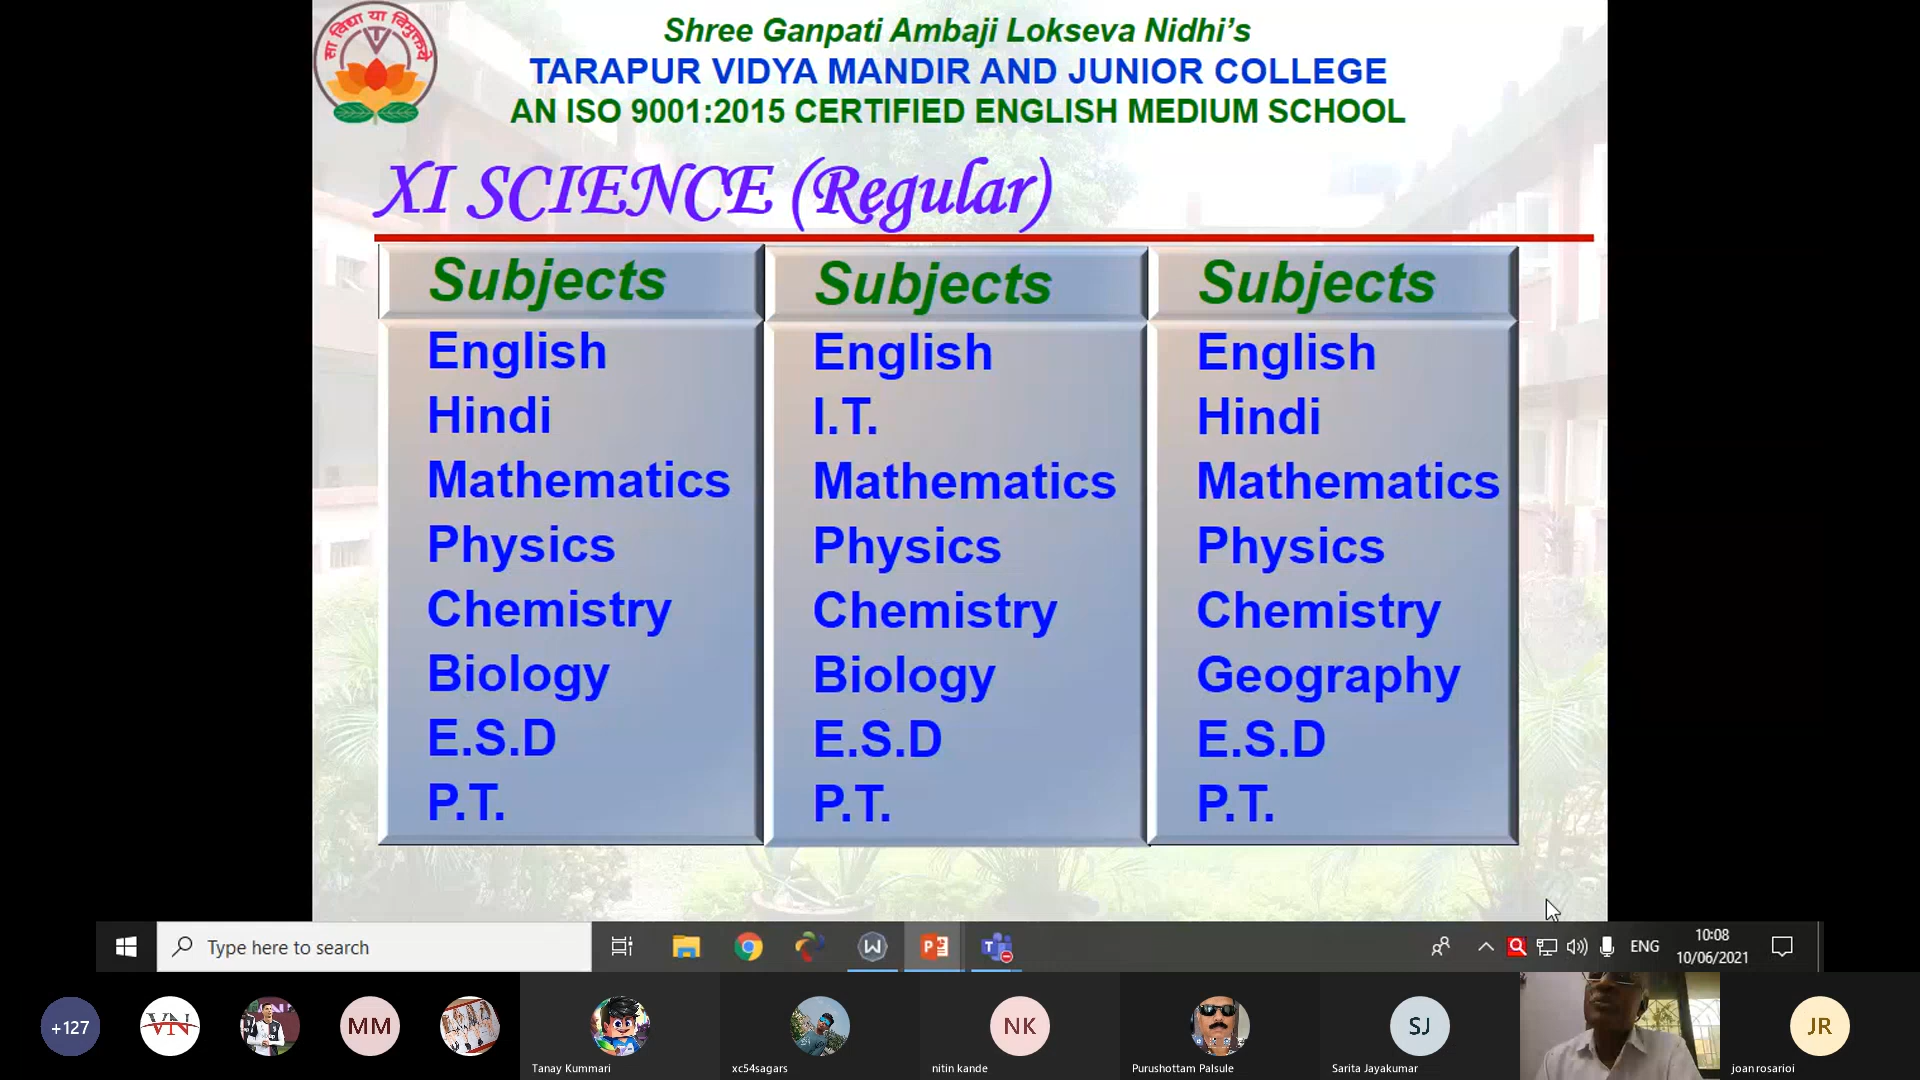 सा विद्या या विमुक्तये
Shree Ganpati Ambaji Lokseva Nidhi's
TARAPUR VIDYA MANDIR AND JUNIOR COLLEGE
AN ISO 9001:2015 CERTIFIED ENGLISH MEDIUM SCHOOL
XI SCIENCE (Regular)
Subjects
English
Hindi
Mathematics
Physics
Chemistry
Biology
E.S.D
P.T.
Subjects
English
I.T.
Mathematics
Physics
Chemistry
Biology
E.S.D
P.T.
Subjects
English
Hindi
Mathematics
Physics
Chemistry
Geography
E.S.D
P.T.
Type here to search
ENG
10:08
10/06/2021
+127
VN
MM
Tanay Kummari
xc54sagars
NK
nitin kande
Purushottam Palsule
SJ
Sarita Jayakumar
JR
joan rosarioi